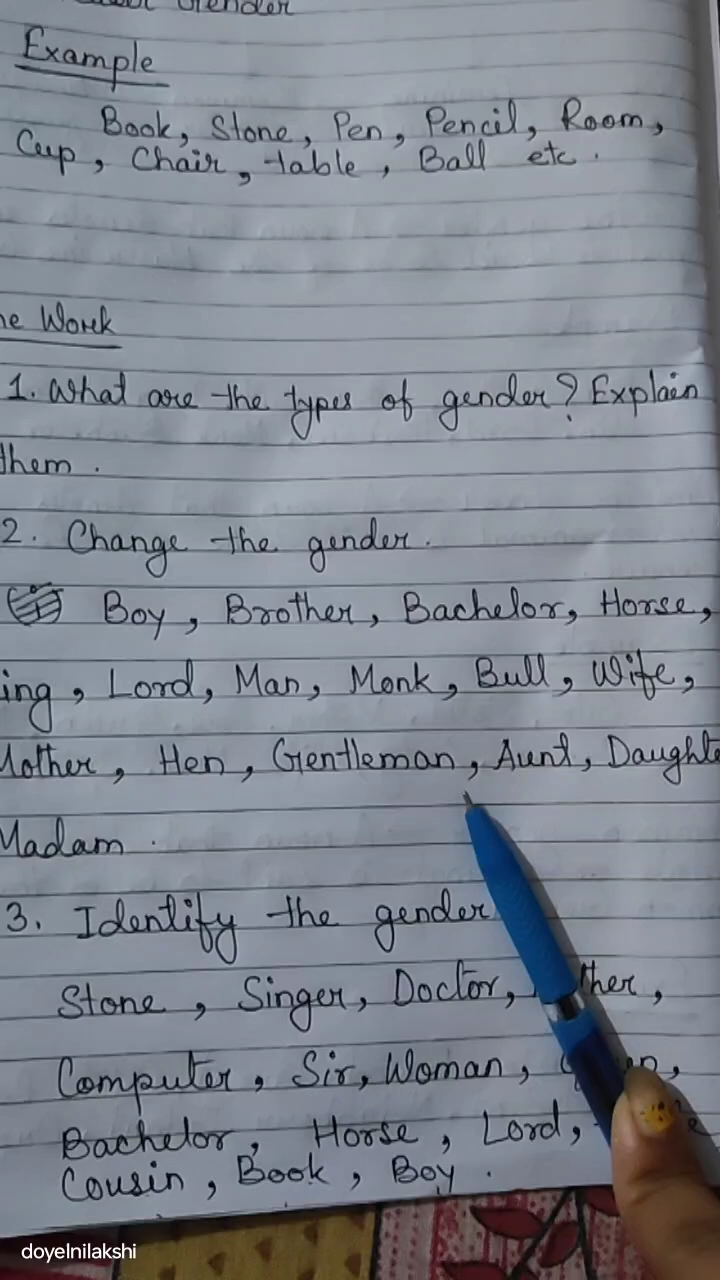 Gender
Example
Book, Stone, Pen, Pencil, Room,
Cup, Chair, table, Ball etc.
Work
1. What are the types of gender? Explain
them.
2. Change the gender.
Boy, Brother, Bachelor, Horse,
ing, Lord, Man, Monk, Bull, Wife,
Mother, Hen, Gentleman, Aunt, Daughte
Madam.
3. Identify the gender
Stone, Singer, Doctor, ther,
Computer, Sir, Woman,
Bachelor, Horse, Lord,
Cousin, Book, Boy.
doyelnilakshi